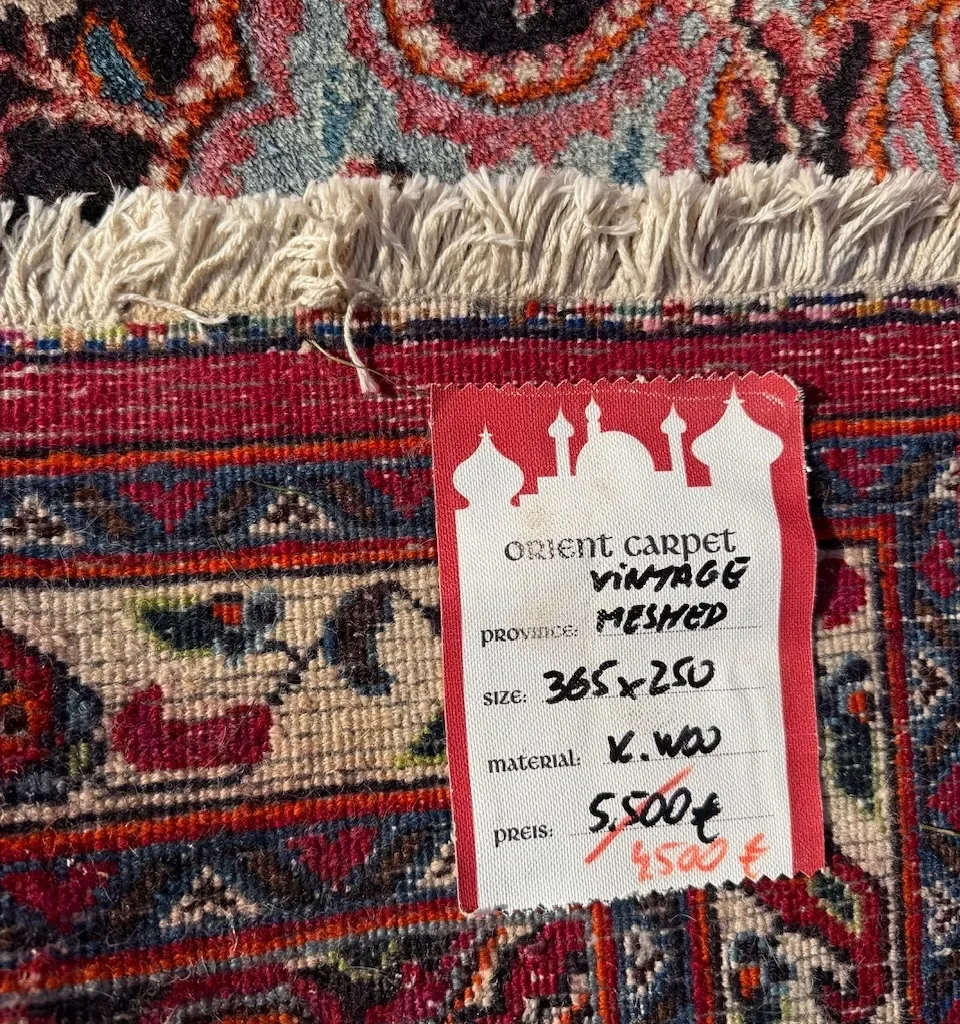 ORIENT CARPET
VINTAGE
PROVINCE: MESHED
SIZE: 365x250
MATERIAL: K.WOO
PREIS: 5.500€
4500 €